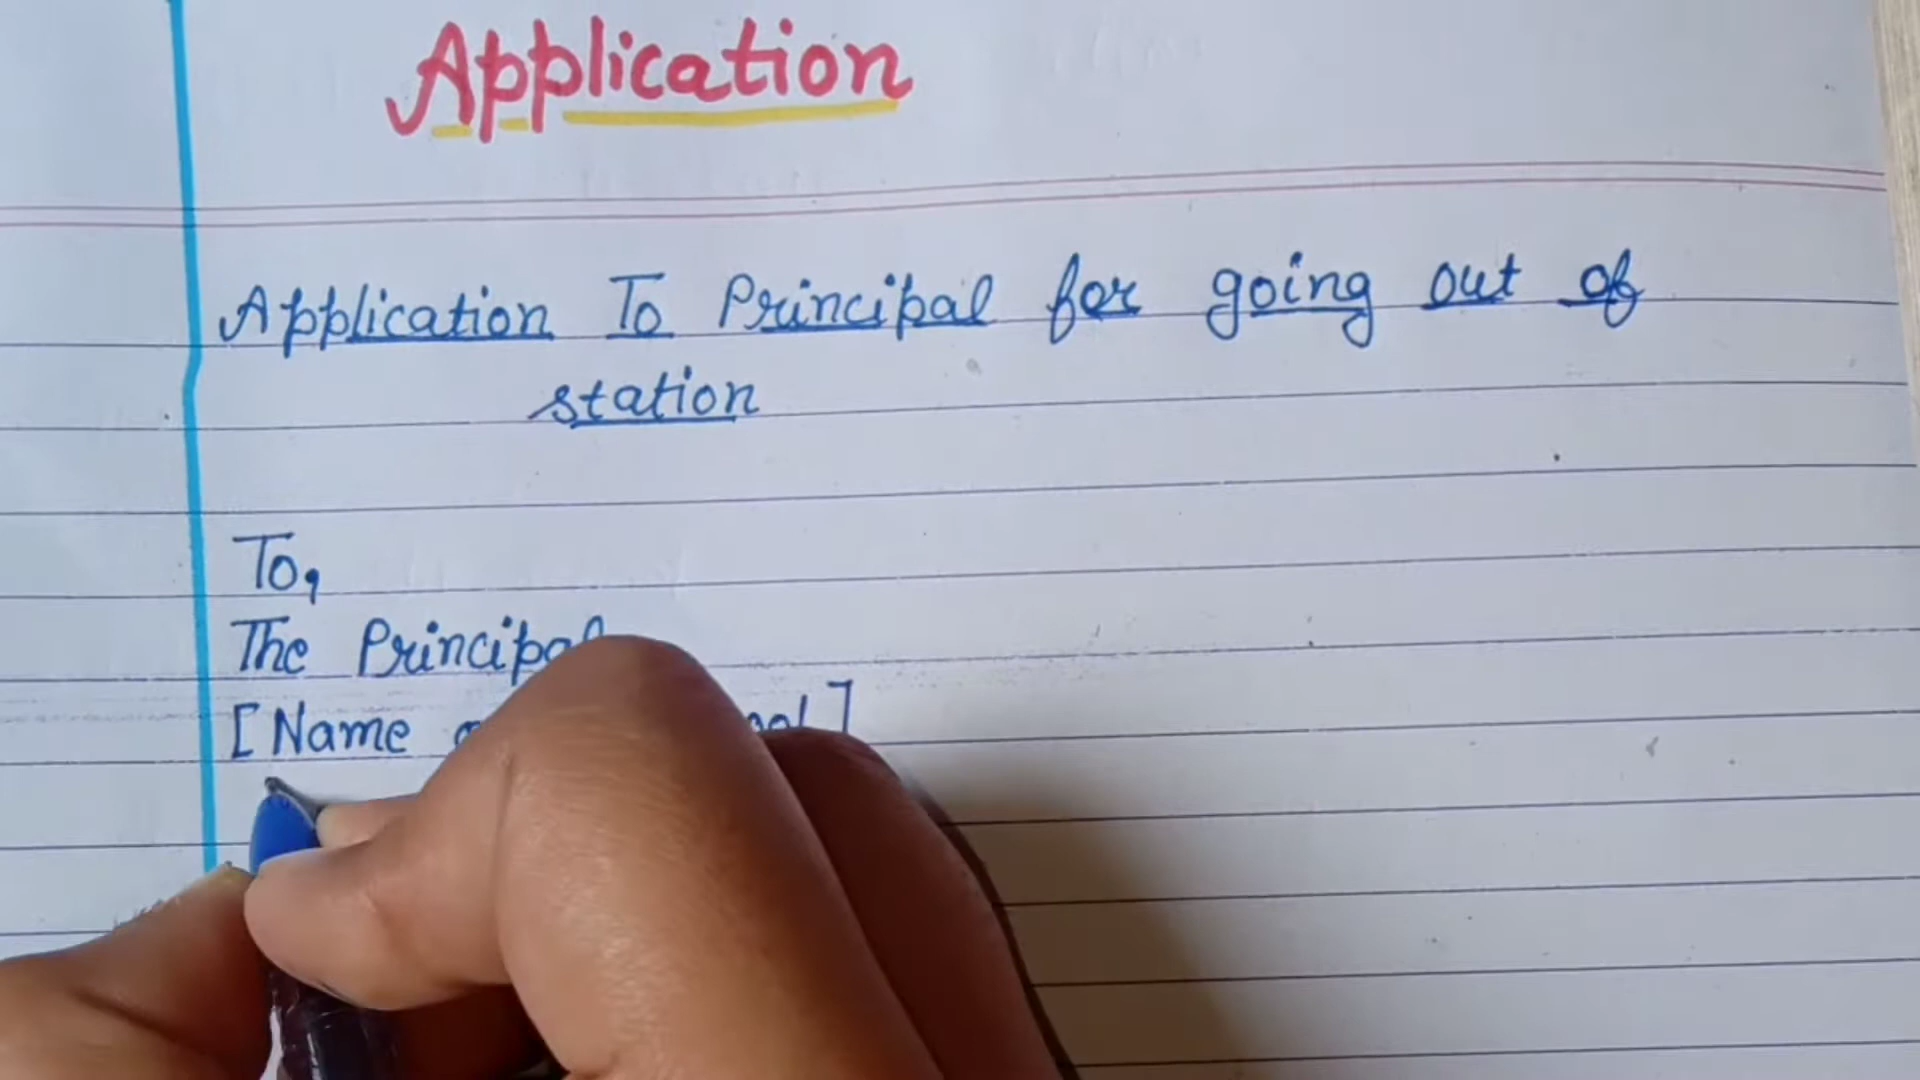 Application
Application To Principal for going out of
station
To,
The Principal
[Name